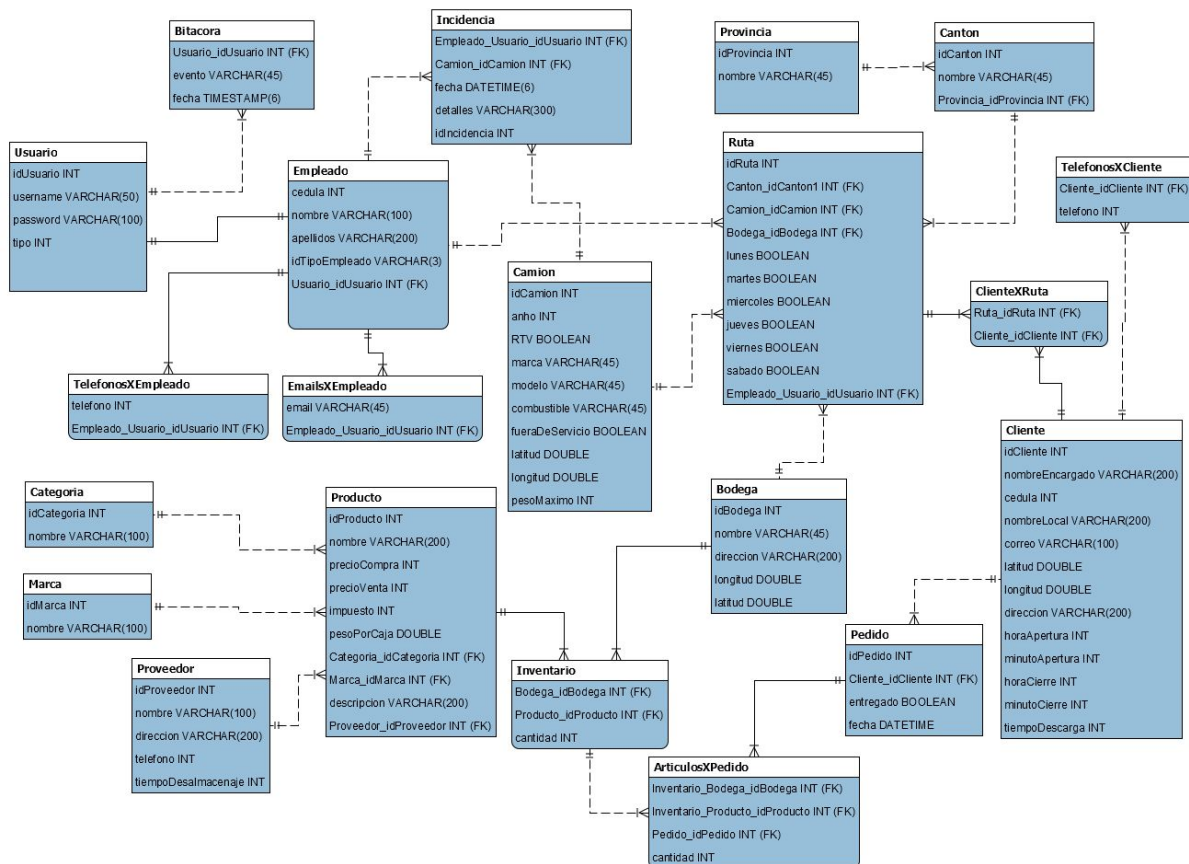 Bitacora
Usuario_idUsuario INT (FK)
evento VARCHAR(45)
fecha TIMESTAMP(6)
Incidencia
Empleado_Usuario_idUsuario INT (FK)
Camion_idCamion INT (FK)
fecha DATETIME(6)
detalles VARCHAR(300)
idIncidencia INT
Provincia
idProvincia INT
nombre VARCHAR(45)
Canton
idCanton INT
nombre VARCHAR(45)
Provincia_idProvincia INT (FK)
Usuario
idUsuario INT
username VARCHAR(50)
password VARCHAR(100)
tipo INT
Empleado
cedula INT
nombre VARCHAR(100)
apellidos VARCHAR(200)
idTipoEmpleado VARCHAR(3)
Usuario_idUsuario INT (FK)
Ruta
idRuta INT
Canton_idCanton1 INT (FK)
Camion_idCamion INT (FK)
Bodega_idBodega INT (FK)
lunes BOOLEAN
martes BOOLEAN
miercoles BOOLEAN
jueves BOOLEAN
viernes BOOLEAN
sabado BOOLEAN
Empleado_Usuario_idUsuario INT (FK)
TelefonosXCliente
Cliente_idCliente INT (FK)
telefono INT
Camion
idCamion INT
anho INT
RTV BOOLEAN
marca VARCHAR(45)
modelo VARCHAR(45)
combustible VARCHAR(45)
fueraDeServicio BOOLEAN
latitud DOUBLE
longitud DOUBLE
pesoMaximo INT
ClienteXRuta
Ruta_idRuta INT (FK)
Cliente_idCliente INT (FK)
TelefonosXEmpleado
telefono INT
Empleado_Usuario_idUsuario INT (FK)
EmailsXEmpleado
email VARCHAR(45)
Empleado_Usuario_idUsuario INT (FK)
Cliente
idCliente INT
nombreEncargado VARCHAR(200)
cedula INT
nombreLocal VARCHAR(200)
correo VARCHAR(100)
latitud DOUBLE
longitud DOUBLE
direccion VARCHAR(200)
horaApertura INT
minutoApertura INT
horaCierre INT
minutoCierre INT
tiempoDescarga INT
Categoria
idCategoria INT
nombre VARCHAR(100)
Producto
idProducto INT
nombre VARCHAR(200)
precioCompra INT
precioVenta INT
impuesto INT
pesoPorCaja DOUBLE
Categoria_idCategoria INT (FK)
Marca_idMarca INT (FK)
descripcion VARCHAR(200)
Proveedor_idProveedor INT (FK)
Bodega
idBodega INT
nombre VARCHAR(45)
direccion VARCHAR(200)
longitud DOUBLE
latitud DOUBLE
Marca
idMarca INT
nombre VARCHAR(100)
Pedido
idPedido INT
Cliente_idCliente INT (FK)
entregado BOOLEAN
fecha DATETIME
Proveedor
idProveedor INT
nombre VARCHAR(100)
direccion VARCHAR(200)
telefono INT
tiempoDesalmacenaje INT
Inventario
Bodega_idBodega INT (FK)
Producto_idProducto INT (FK)
cantidad INT
ArticulosXPedido
Inventario_Bodega_idBodega INT (FK)
Inventario_Producto_idProducto INT (FK)
Pedido_idPedido INT (FK)
cantidad INT